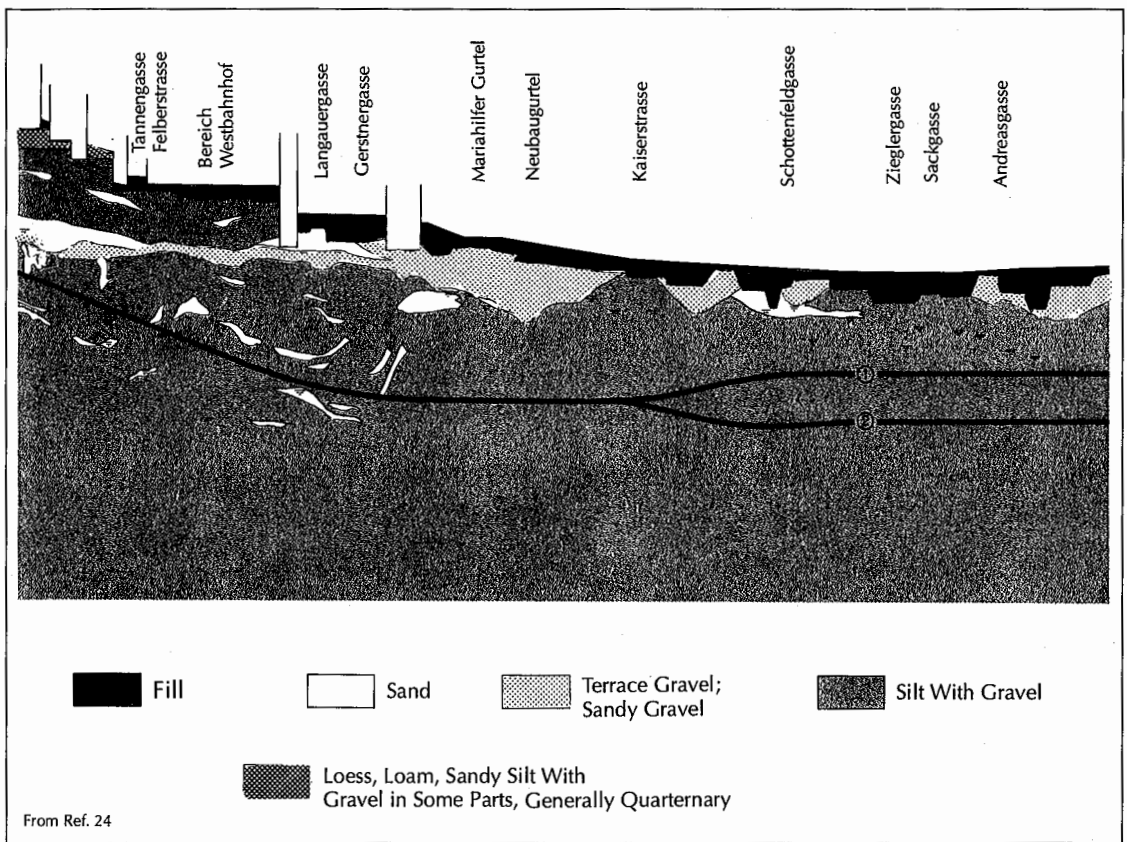 Tannengasse
Felberstrasse
Bereich
Westbahnhof
Langauergasse
Gerstnergasse
Mariahilfer Gurtel
Neubaugurtel
Kaiserstrasse
Schottenfeldgasse
Zieglergasse
Sackgasse
Andreasgasse
1
2
Fill
Sand
Terrace Gravel;
Sandy Gravel
Silt With Gravel
Loess, Loam, Sandy Silt With
Gravel in Some Parts, Generally Quarternary
From Ref. 24